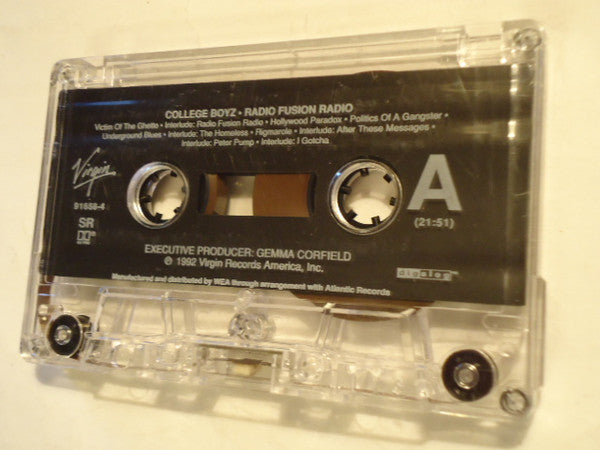 COLLEGE BOYZ • RADIO FUSION RADIO
Victim Of The Ghetto • Interlude: Radio Fusion Radio • Hollywood Paradox • Politics Of A Gangster •
Underground Blues • Interlude: The Homeless • Rigmarole • Interlude: After These Messages •
Interlude: Peter Pump • Interlude: I Gotcha
Virgin
A
91658-4
SR
(21:51)
EXECUTIVE PRODUCER: GEMMA CORFIELD
℗ 1992 Virgin Records America, Inc.
digalog
Manufactured and distributed by WEA through arrangement with Atlantic Records